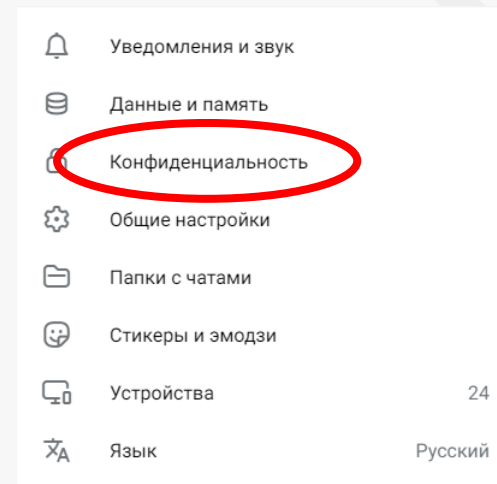 Уведомления и звук
Данные и память
Конфиденциальность
Общие настройки
Папки с чатами
Стикеры и эмодзи
Устройства 24
Язык Русский